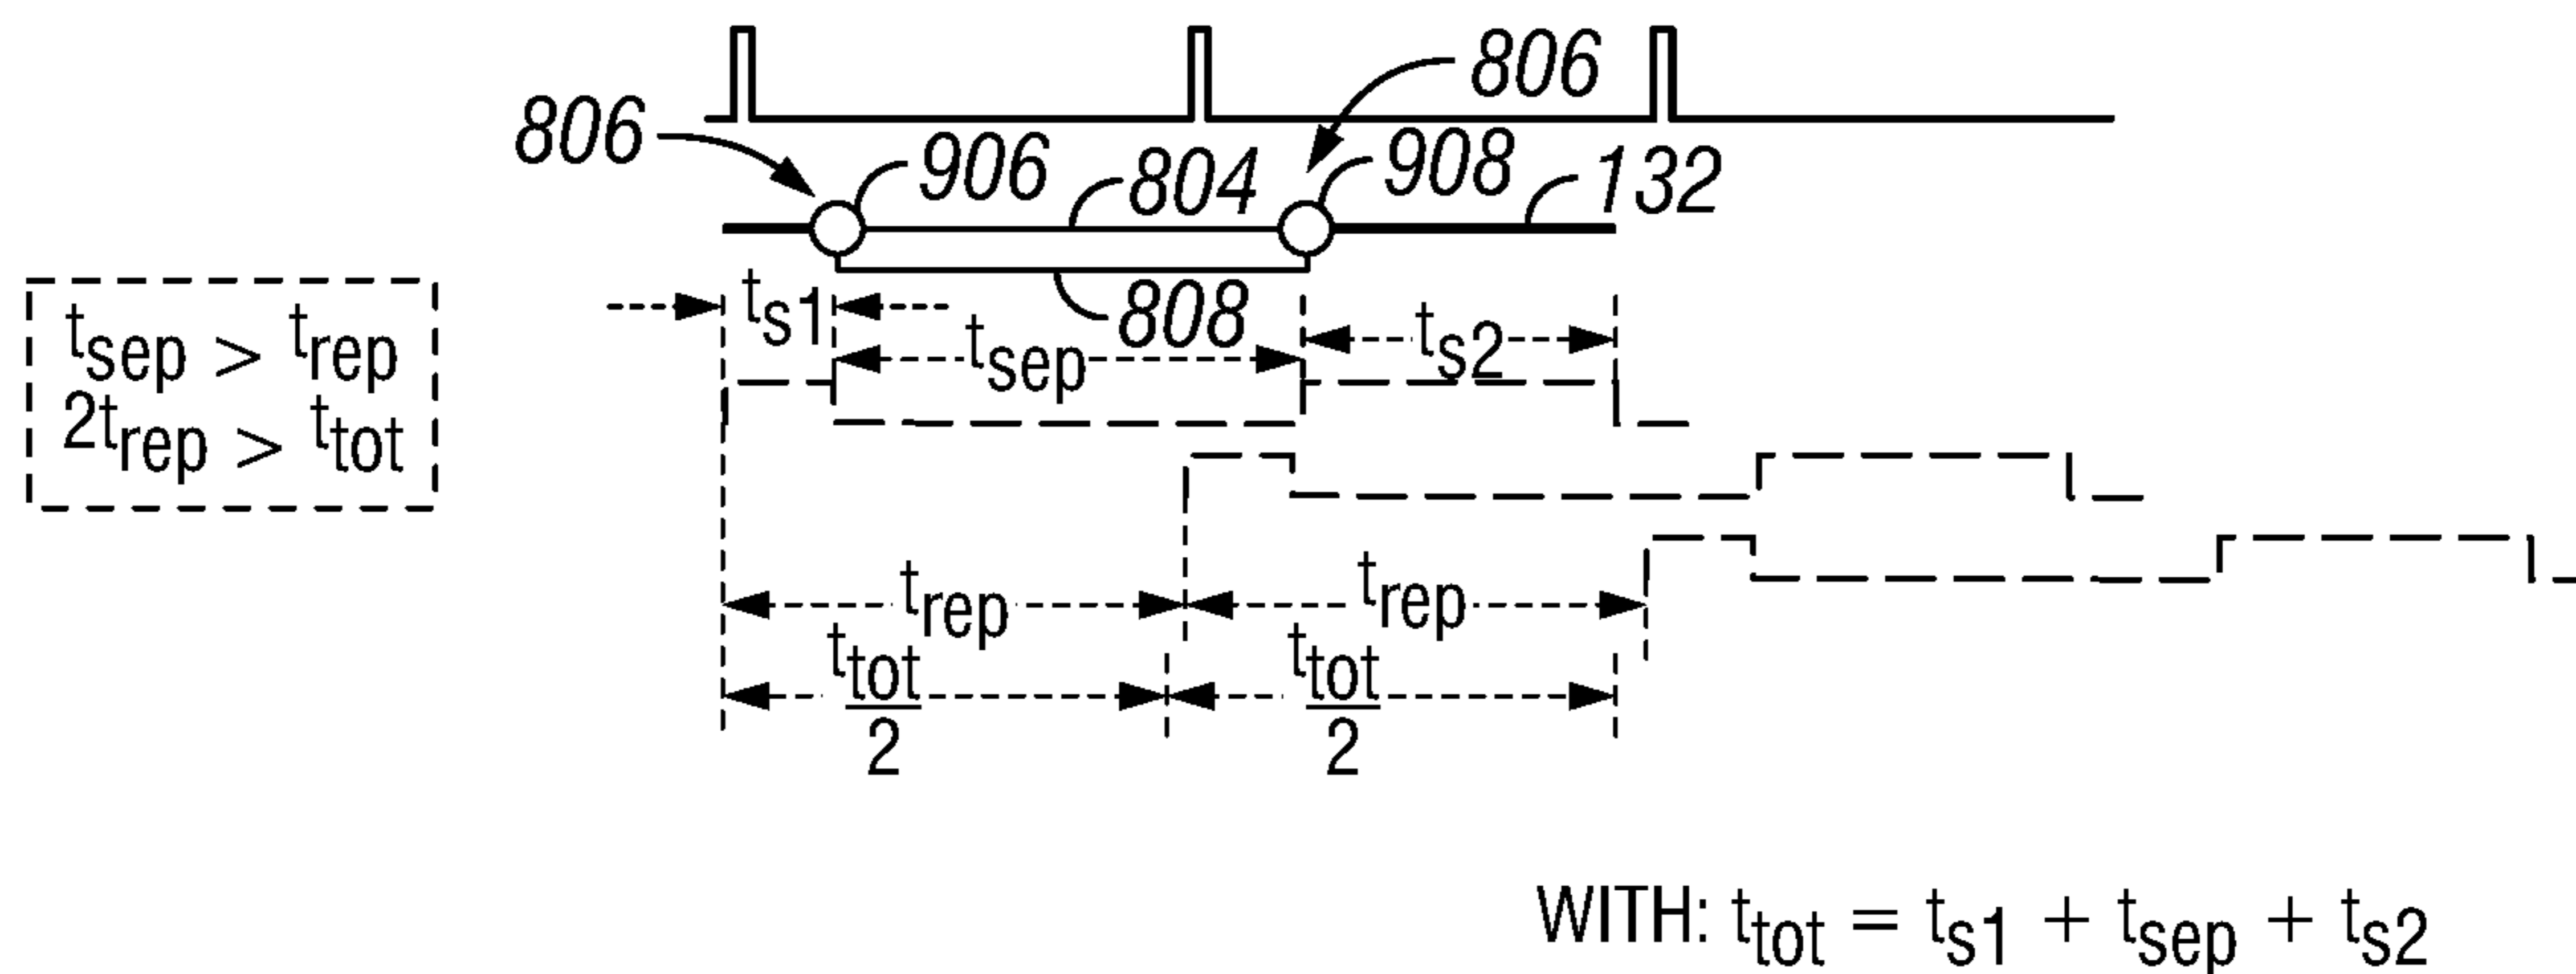 806
806
906
804
908
132
808
t_s1
t_sep
t_s2
t_sep > t_rep
2t_rep > t_tot
t_rep
t_rep
t_tot/2
t_tot/2
WITH: t_tot = t_s1 + t_sep + t_s2